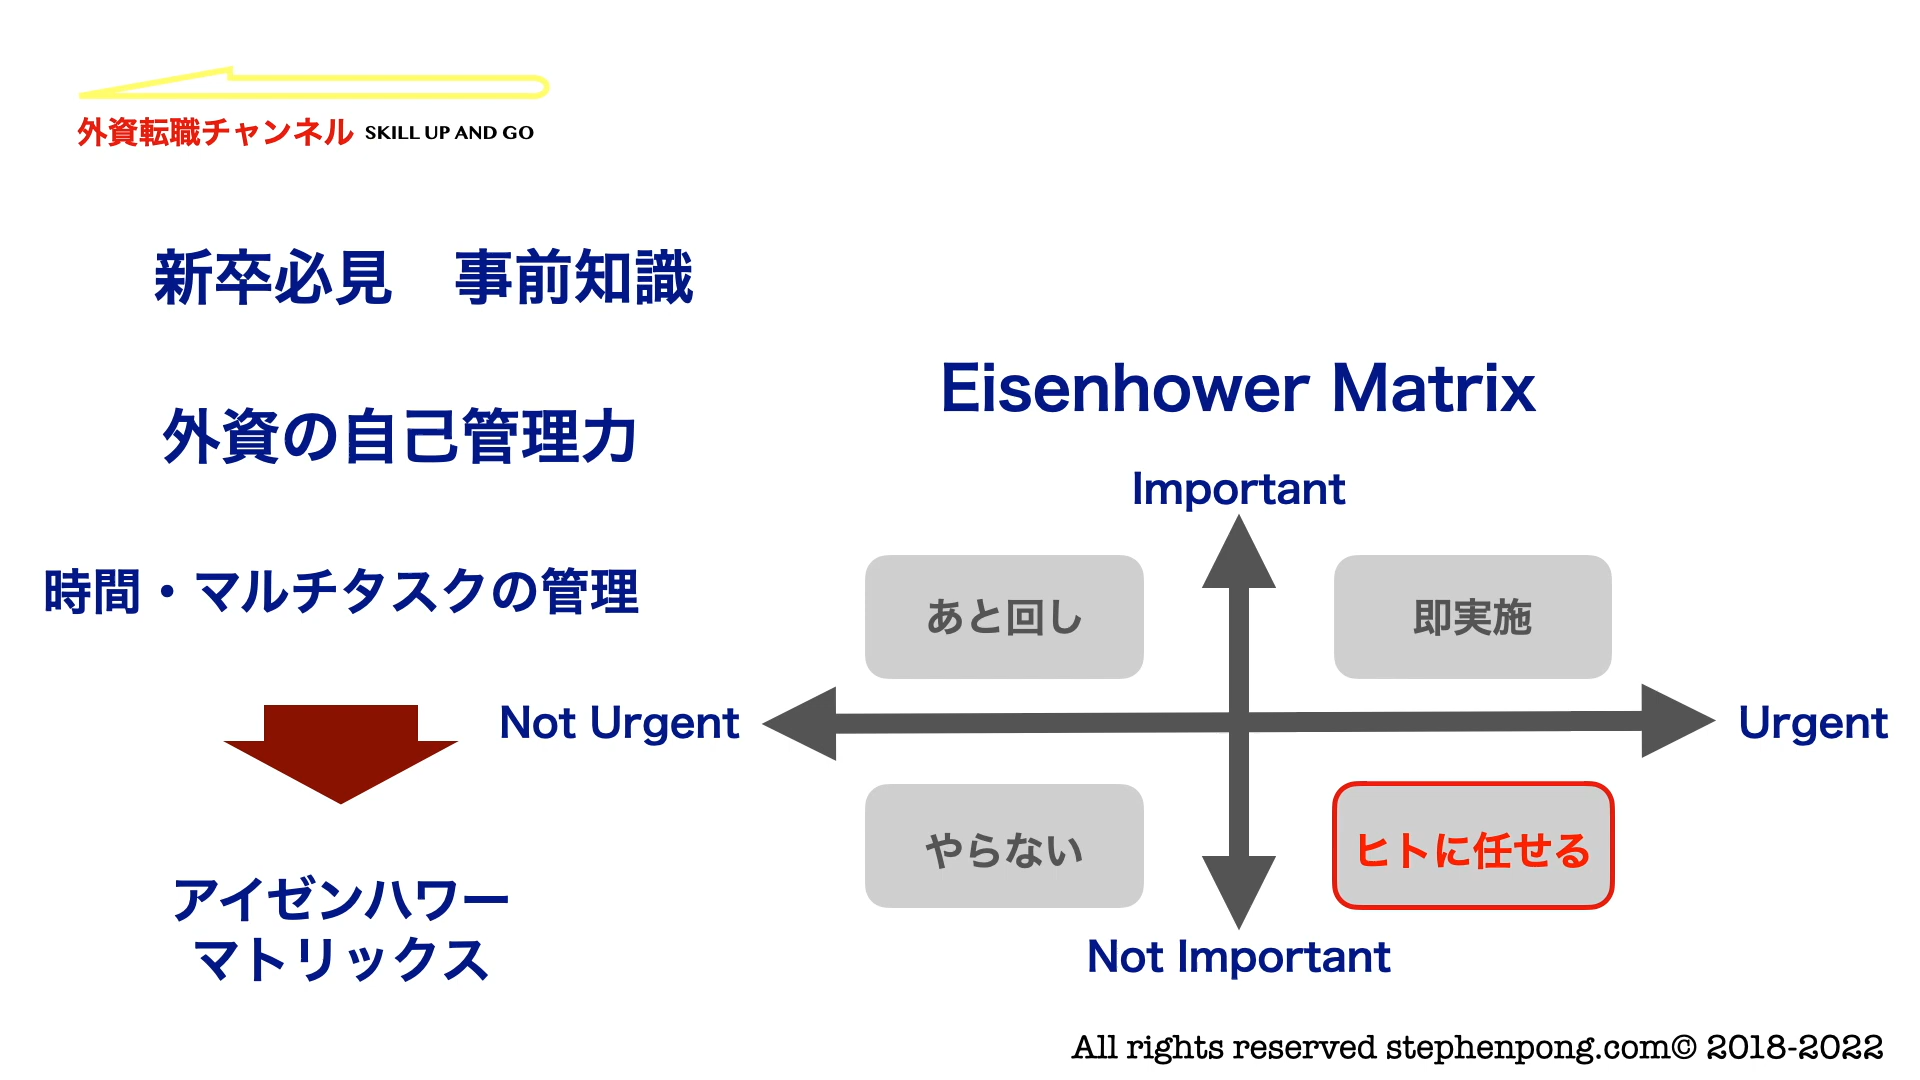 外資転職チャンネル SKILL UP AND GO
新卒必見　事前知識
外資の自己管理力
時間・マルチタスクの管理
アイゼンハワー
マトリックス
Eisenhower Matrix
Important
あと回し
即実施
Not Urgent
Urgent
やらない
ヒトに任せる
Not Important
All rights reserved stephenpong.com© 2018-2022